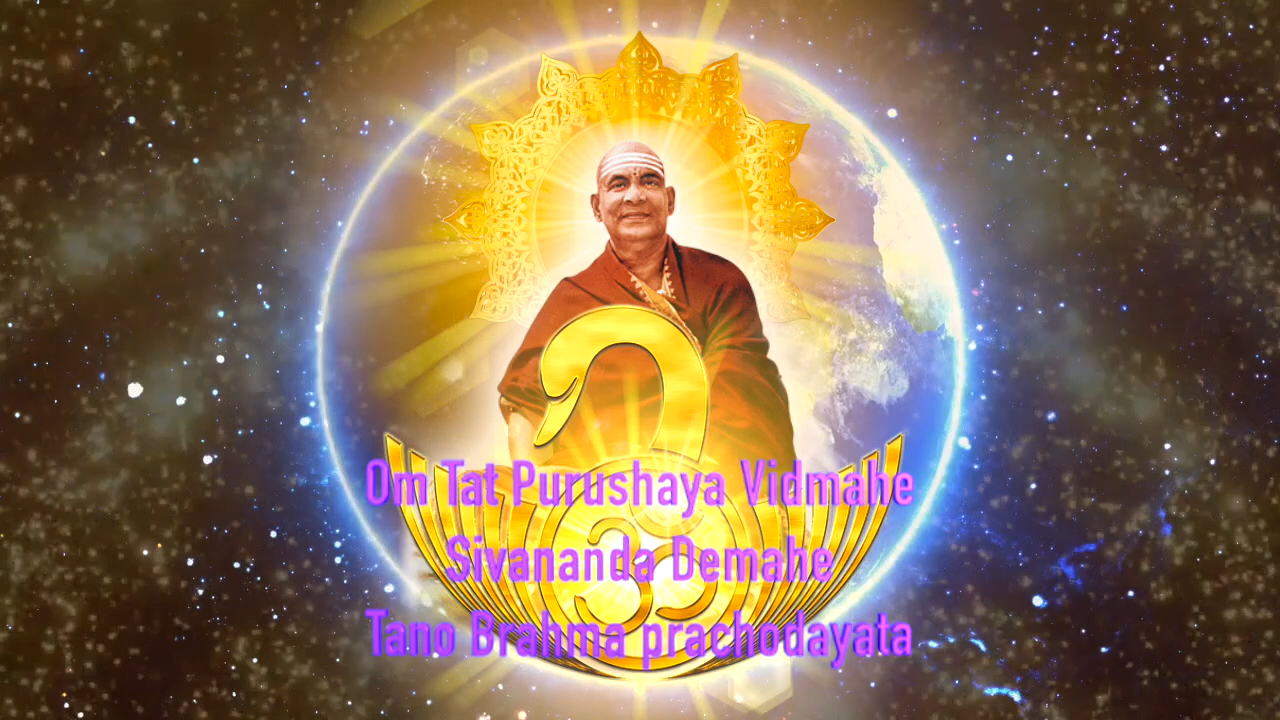 Om Tat Purushaya Vidmahe
Sivananda Demahe
Tano Brahma prachodayata
ॐ